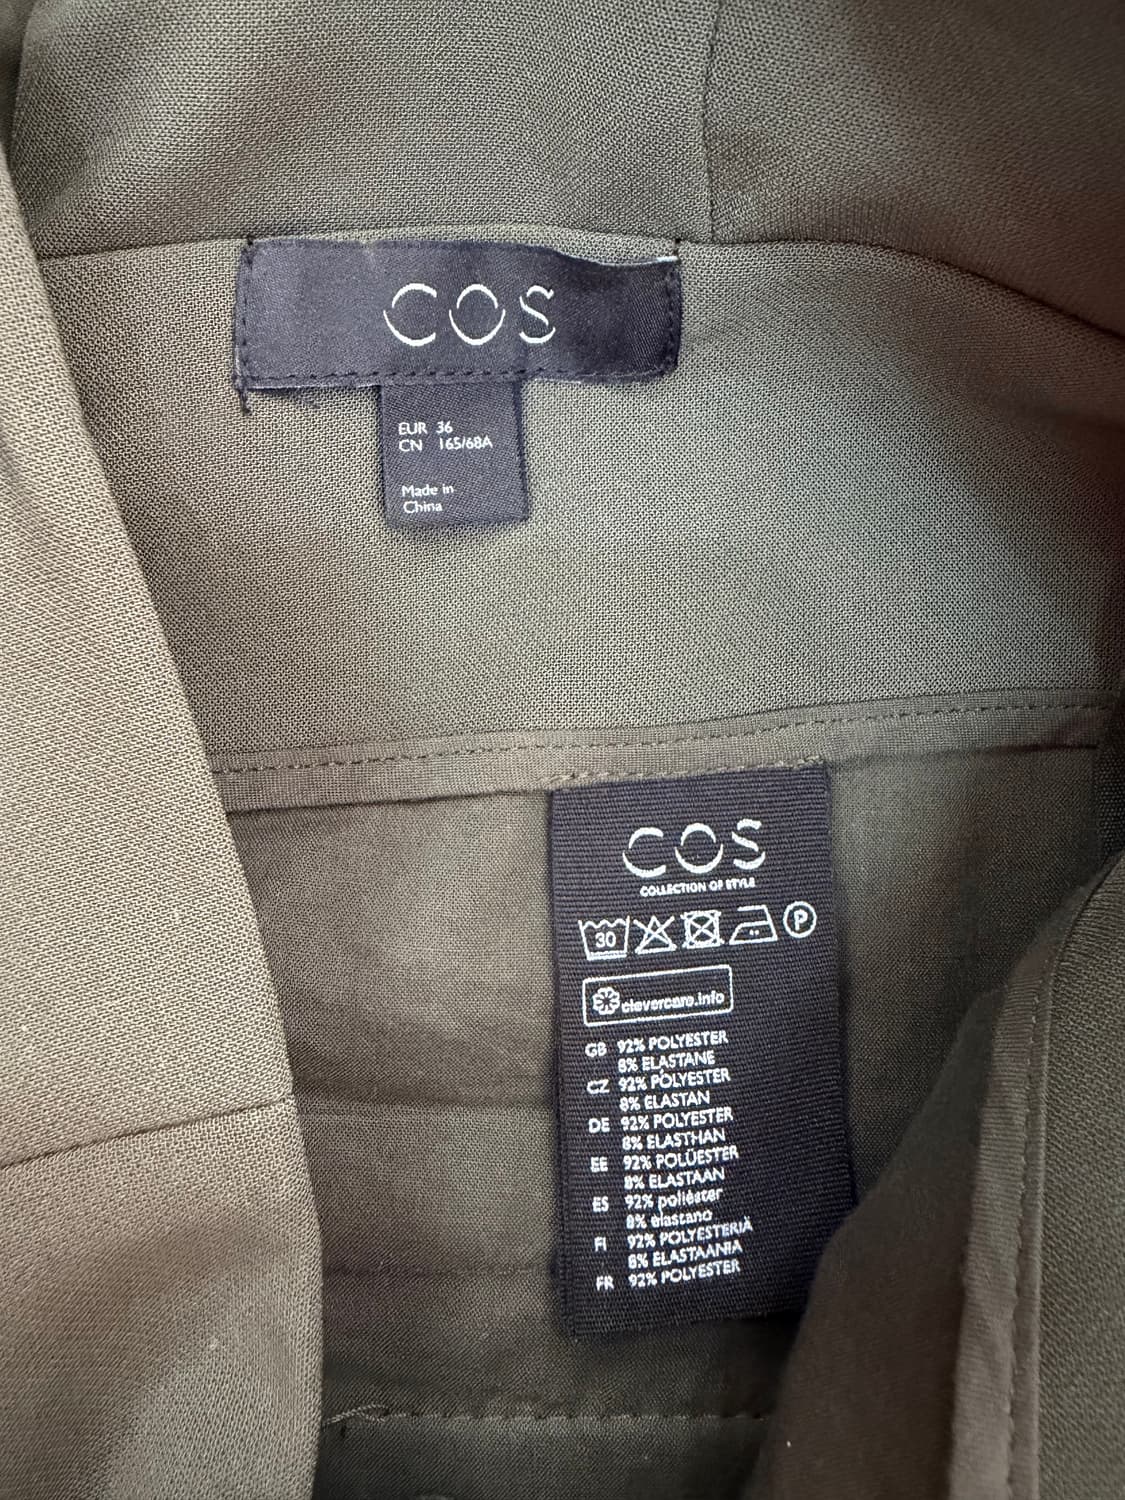 COS
EUR 36
CN 165/68A
Made in
China
COS
COLLECTION OF STYLE
30 P
clevercare.info
GB 92% POLYESTER
8% ELASTANE
CZ 92% POLYESTER
8% ELASTAN
DE 92% POLYESTER
8% ELASTHAN
EE 92% POLÜESTER
8% ELASTAAN
ES 92% poliéster
8% elastano
FI 92% POLYESTERIÄ
8% ELASTAANIA
FR 92% POLYESTER